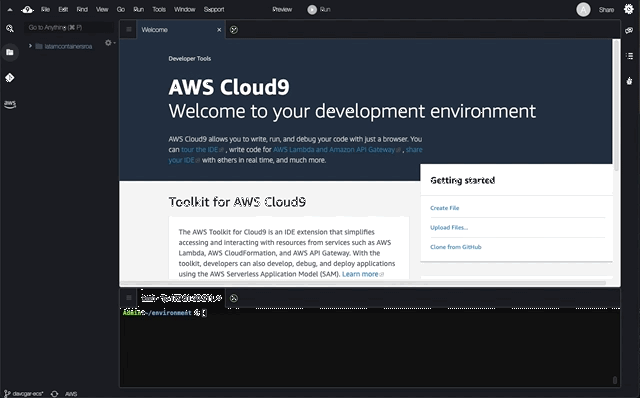 File Edit Find View Go Run Tools Window Support Preview Run Share
A
Go to Anything (⌘ P)
Welcome
Developer Tools
AWS Cloud9
Welcome to your development environment
AWS Cloud9 allows you to write, run, and debug your code with just a browser. You
can tour the IDE, write code for AWS Lambda and Amazon API Gateway, share
your IDE with others in real time, and much more.
Getting started
Create File
Upload Files...
Clone from GitHub
Toolkit for AWS Cloud9
The AWS Toolkit for Cloud9 is an IDE extension that simplifies
accessing and interacting with resources from services such as AWS
Lambda, AWS CloudFormation, and AWS API Gateway. With the
toolkit, developers can also develop, debug, and deploy applications
using the AWS Serverless Application Model (SAM). Learn more
aws
Admin:~/environment $
AWS